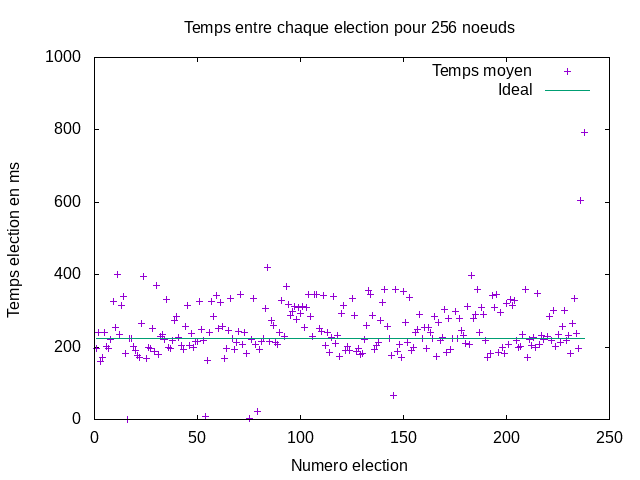 Temps entre chaque election pour 256 noeuds
1000
Temps moyen
Ideal
800
600
400
200
0
Temps election en ms
0 50 100 150 200 250
Numero election